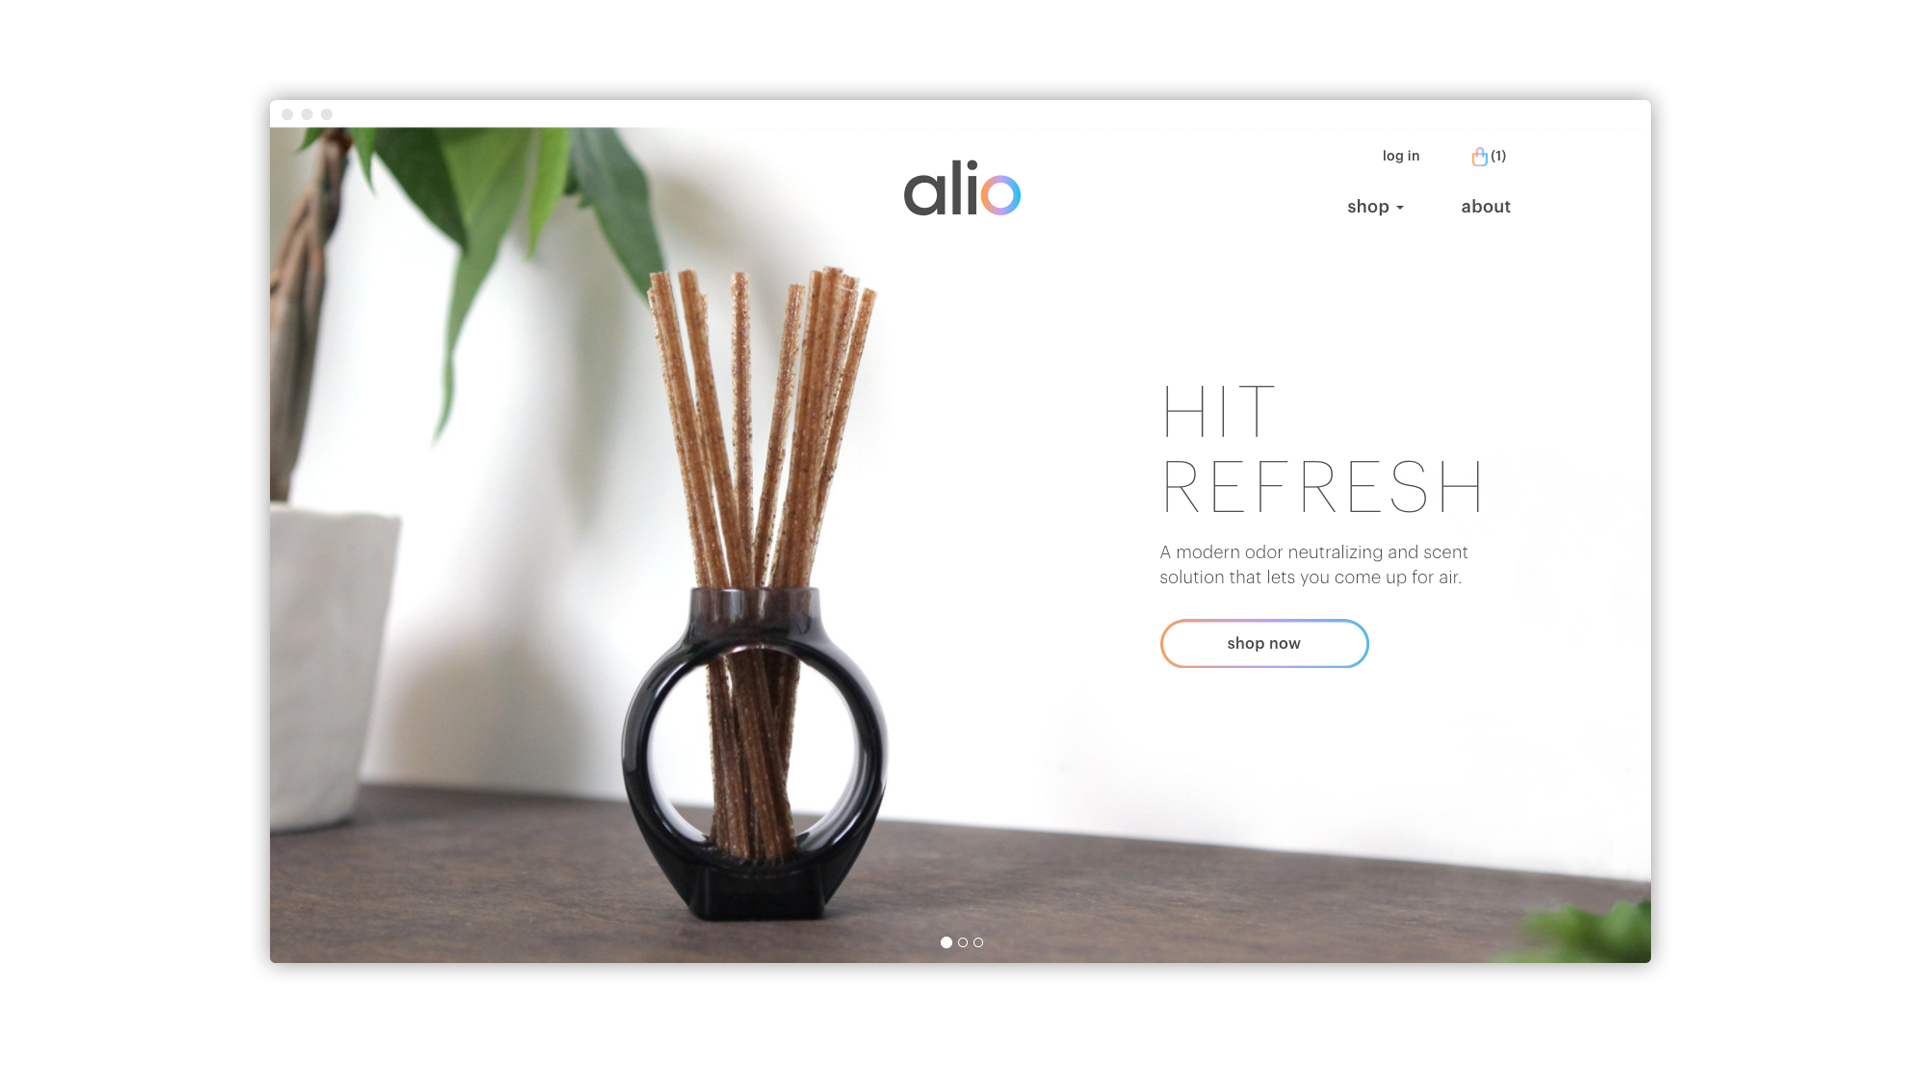 alio
log in
(1)
shop
about
HIT
REFRESH
A modern odor neutralizing and scent
solution that lets you come up for air.
shop now